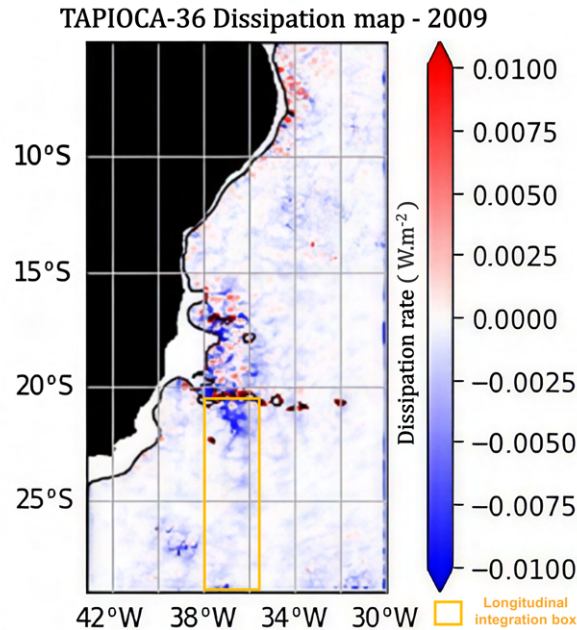 TAPIOCA-36 Dissipation map - 2009
10°S
15°S
20°S
25°S
42°W 38°W 34°W 30°W
Dissipation rate ( W.m-2 )
0.0100
0.0075
0.0050
0.0025
0.0000
−0.0025
−0.0050
−0.0075
−0.0100
Longitudinal
integration box